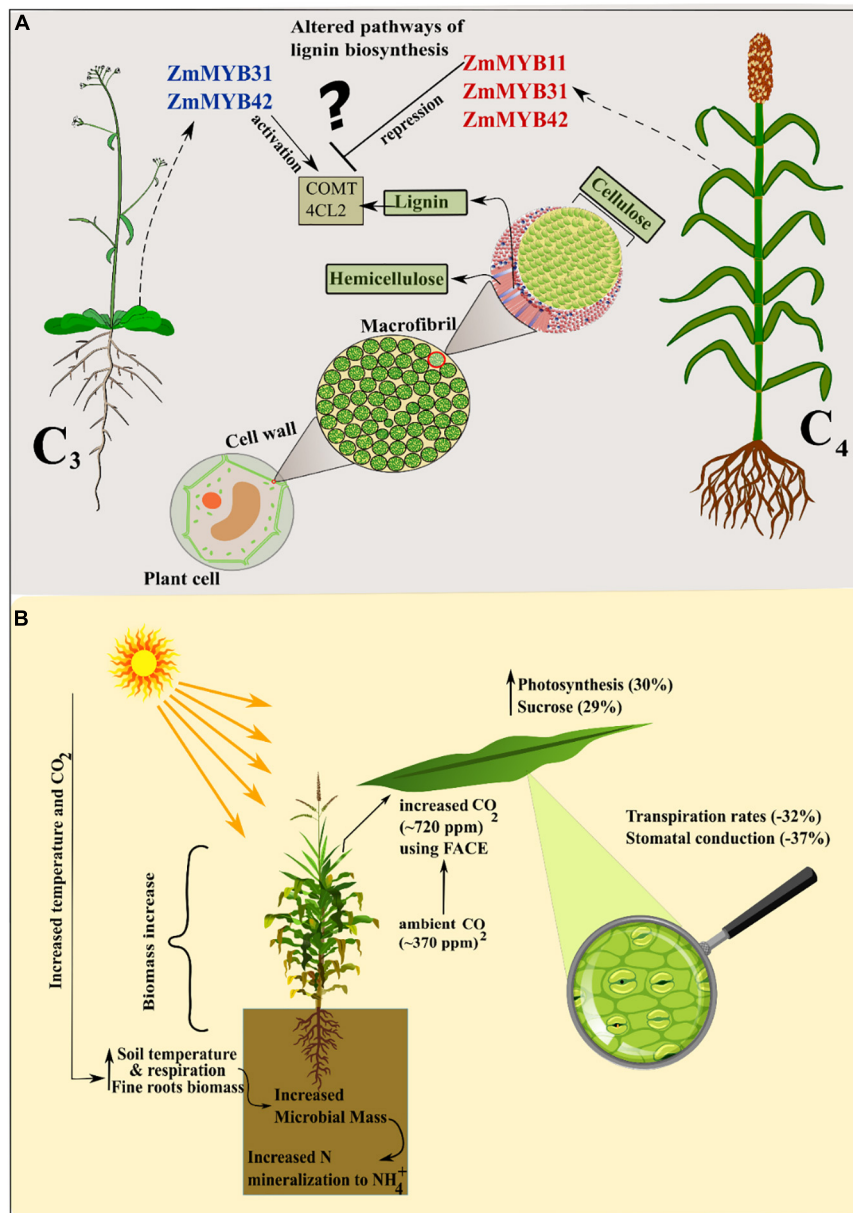 A
Altered pathways of
lignin biosynthesis
ZmMYB31
ZmMYB42
ZmMYB11
ZmMYB31
ZmMYB42
?
activation
repression
COMT
4CL2
Lignin
Cellulose
Hemicellulose
Macrofibril
C3
C4
Cell wall
Plant cell
B
Photosynthesis (30%)
Sucrose (29%)
Increased temperature and CO2
increased CO2
(~720 ppm)
using FACE
Transpiration rates (-32%)
Stomatal conduction (-37%)
Biomass increase
ambient CO2
(~370 ppm)
Soil temperature
& respiration
Fine roots biomass
Increased
Microbial Mass
Increased N
mineralization to NH4+